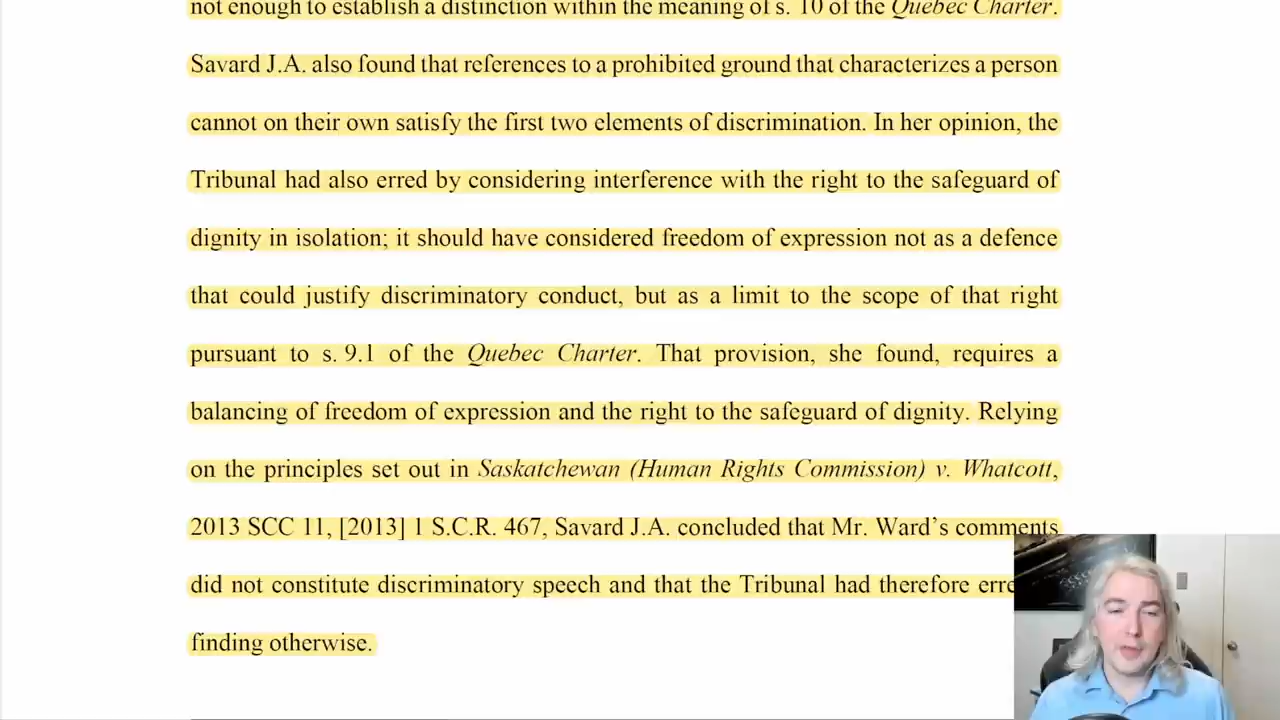 not enough to establish a distinction within the meaning of s. 10 of the Quebec Charter.
Savard J.A. also found that references to a prohibited ground that characterizes a person
cannot on their own satisfy the first two elements of discrimination. In her opinion, the
Tribunal had also erred by considering interference with the right to the safeguard of
dignity in isolation; it should have considered freedom of expression not as a defence
that could justify discriminatory conduct, but as a limit to the scope of that right
pursuant to s. 9.1 of the Quebec Charter. That provision, she found, requires a
balancing of freedom of expression and the right to the safeguard of dignity. Relying
on the principles set out in Saskatchewan (Human Rights Commission) v. Whatcott,
2013 SCC 11, [2013] 1 S.C.R. 467, Savard J.A. concluded that Mr. Ward's comments
did not constitute discriminatory speech and that the Tribunal had therefore
finding otherwise.